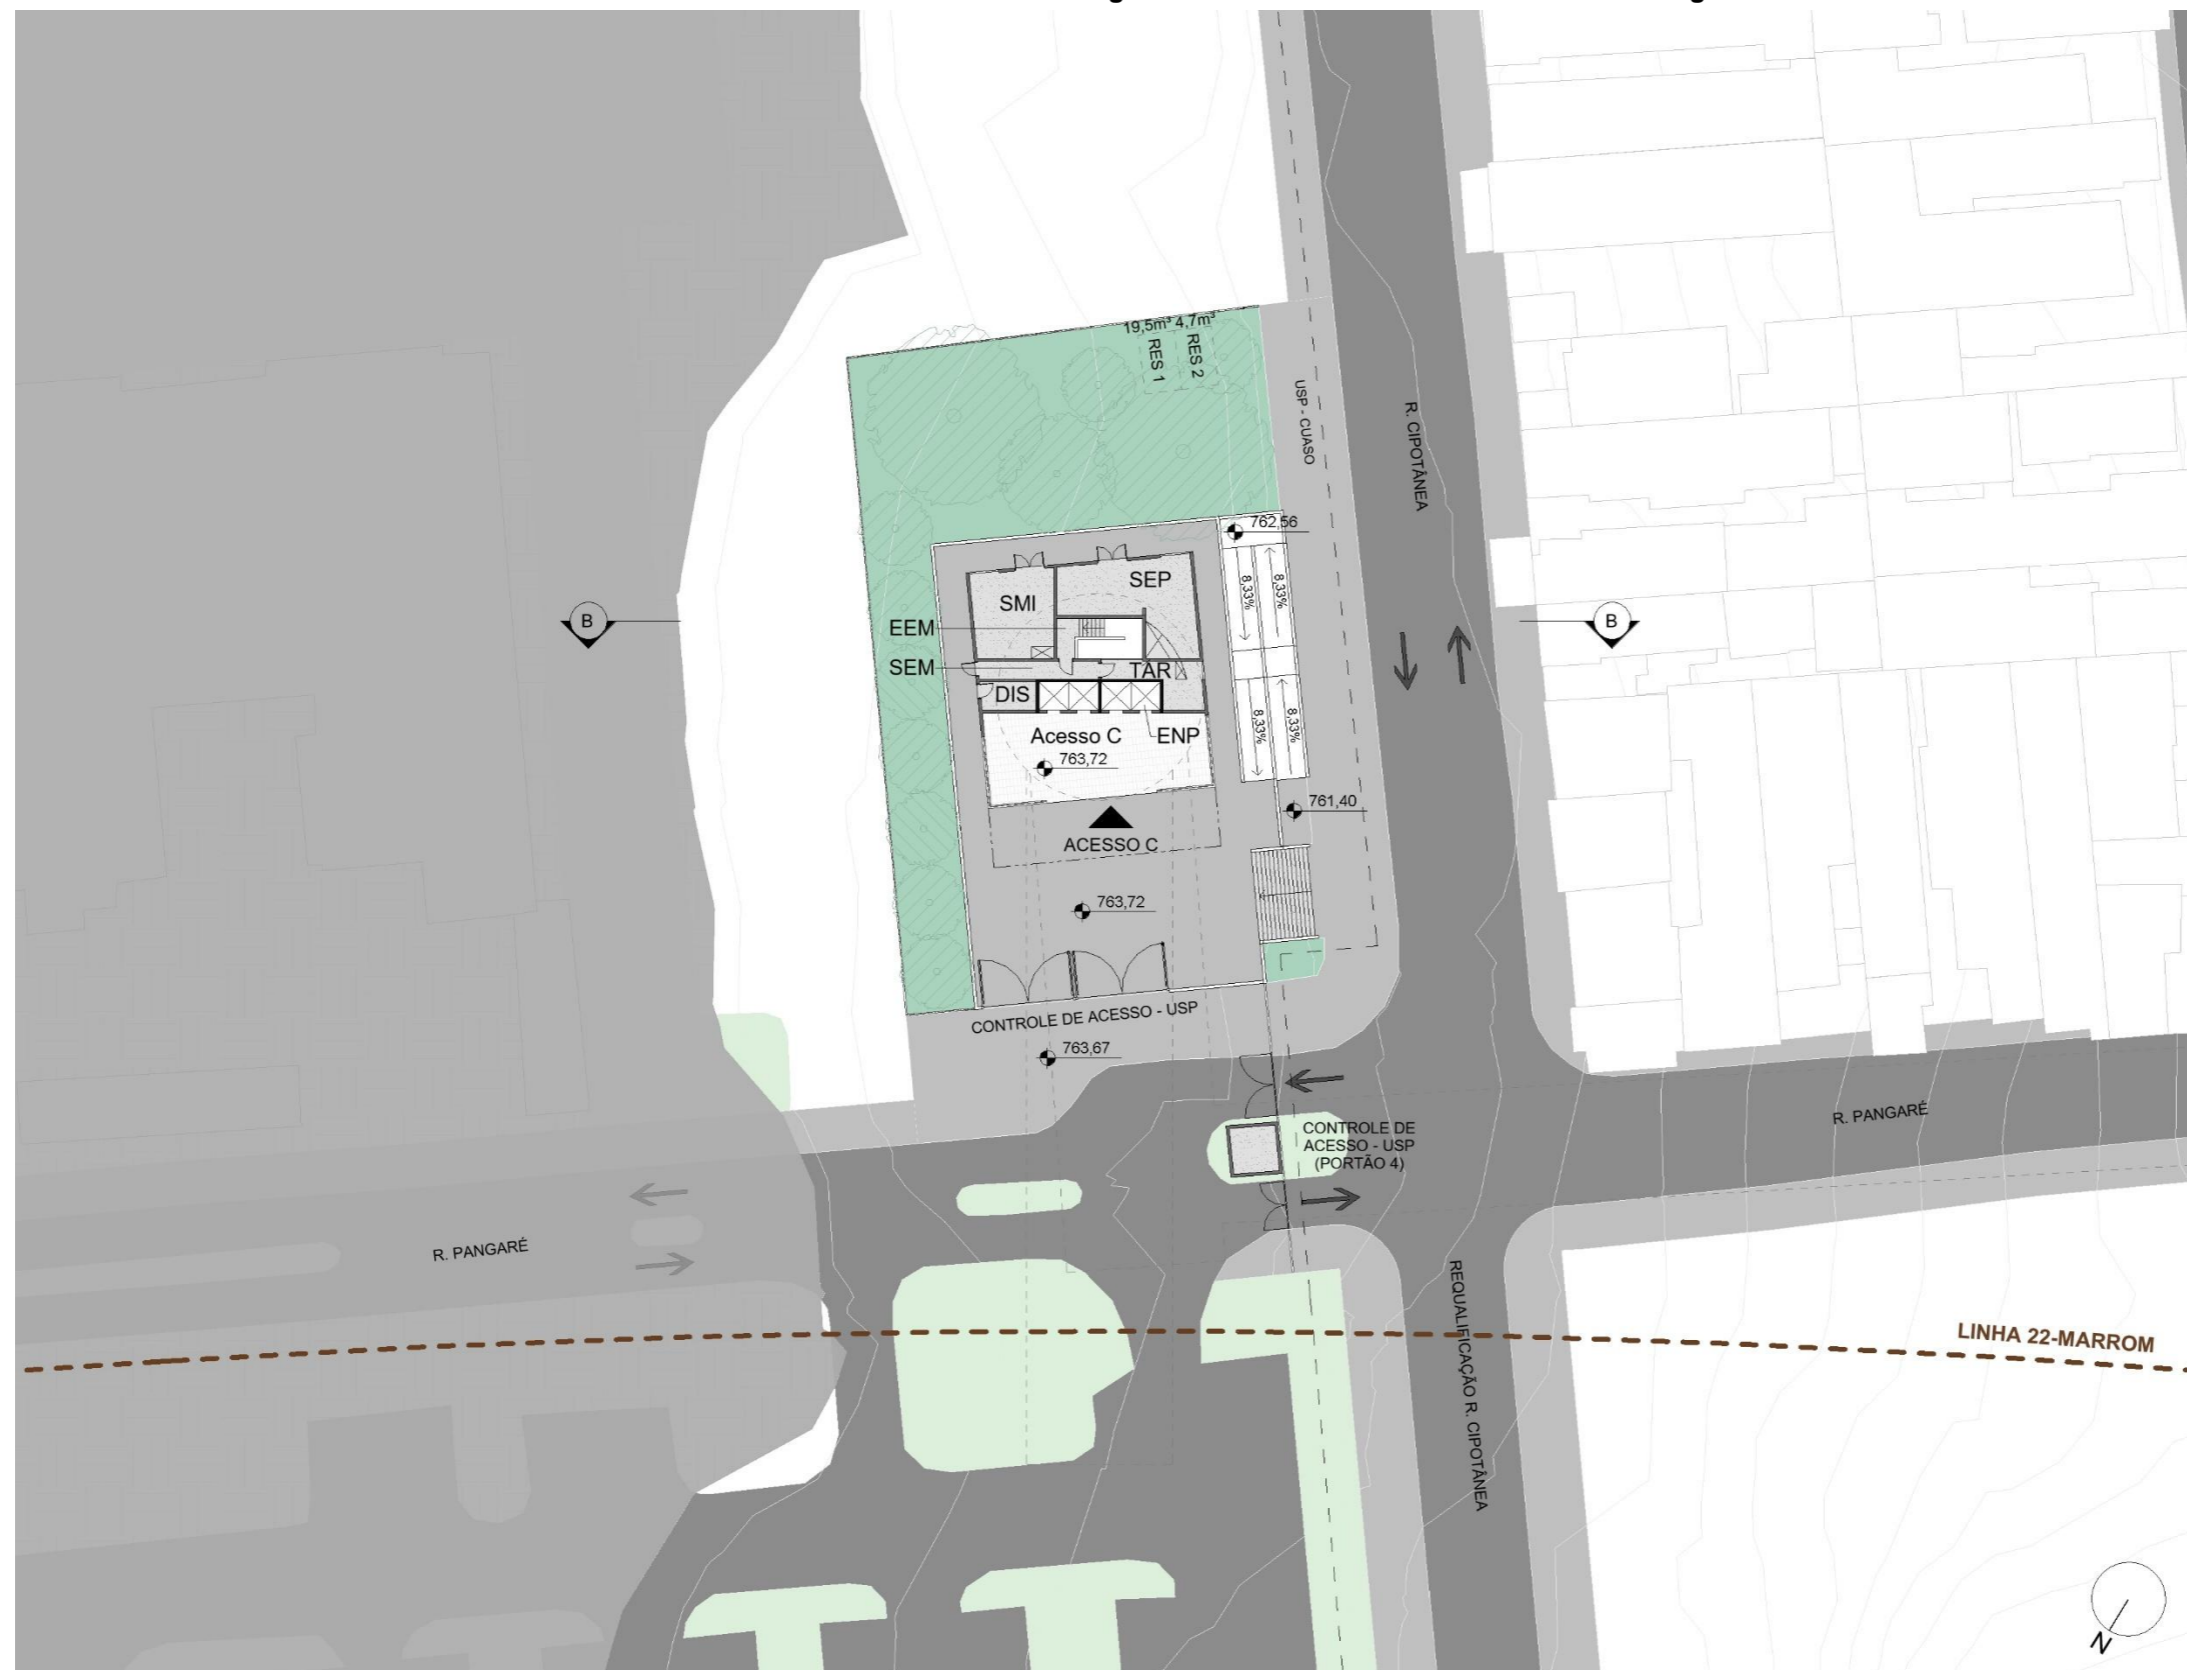 19,5m³ 4,7m³
RES 1
RES 2
USP - CUASO
R. CIPOTÂNEA
762,56
SEP
SMI
8,33%
8,33%
EEM
B
B
SEM
TAR
DIS
8,33%
8,33%
Acesso C
ENP
763,72
761,40
ACESSO C
763,72
CONTROLE DE ACESSO - USP
763,67
R. PANGARÉ
CONTROLE DE
ACESSO - USP
(PORTÃO 4)
R. PANGARÉ
REQUALIFICAÇÃO R. CIPOTÂNEA
LINHA 22-MARROM
N